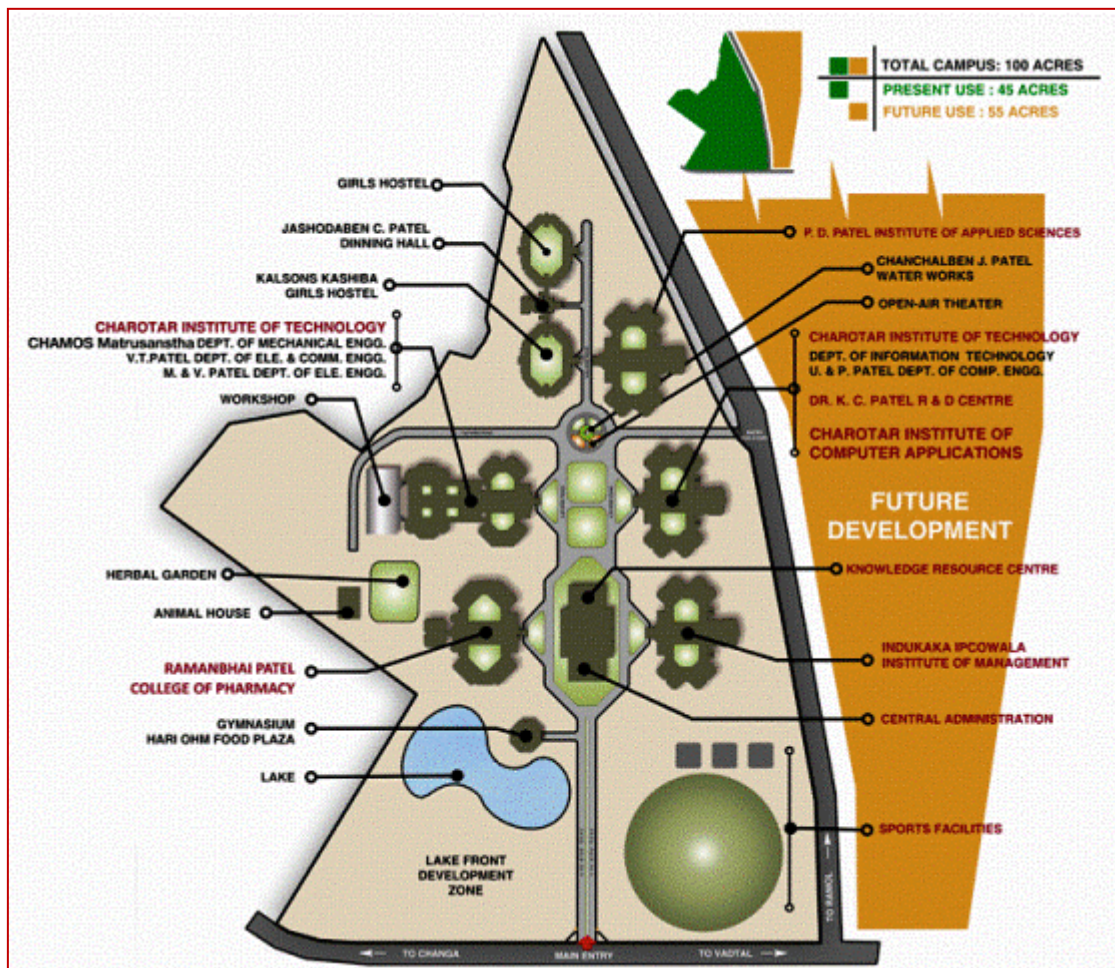 TOTAL CAMPUS: 100 ACRES
PRESENT USE : 45 ACRES
FUTURE USE : 55 ACRES
GIRLS HOSTEL
JASHODABEN C. PATEL
DINNING HALL
KALSONS KASHIBA
GIRLS HOSTEL
CHAROTAR INSTITUTE OF TECHNOLOGY
CHAMOS Matrusanstha DEPT. OF MECHANICAL ENGG.
V.T.PATEL DEPT. OF ELE. & COMM. ENGG.
M. & V. PATEL DEPT. OF ELE. ENGG.
WORKSHOP
HERBAL GARDEN
ANIMAL HOUSE
RAMANBHAI PATEL
COLLEGE OF PHARMACY
GYMNASIUM
HARI OHM FOOD PLAZA
LAKE
LAKE FRONT
DEVELOPMENT
ZONE
P. D. PATEL INSTITUTE OF APPLIED SCIENCES
CHANCHALBEN J. PATEL
WATER WORKS
OPEN-AIR THEATER
CHAROTAR INSTITUTE OF TECHNOLOGY
DEPT. OF INFORMATION TECHNOLOGY
U. & P. PATEL DEPT. OF COMP. ENGG.
DR. K. C. PATEL R & D CENTRE
CHAROTAR INSTITUTE OF
COMPUTER APPLICATIONS
FUTURE
DEVELOPMENT
KNOWLEDGE RESOURCE CENTRE
INDUKAKA IPCOWALA
INSTITUTE OF MANAGEMENT
CENTRAL ADMINISTRATION
SPORTS FACILITIES
TO RAMOL
TO CHANGA
MAIN ENTRY
TO VADTAL